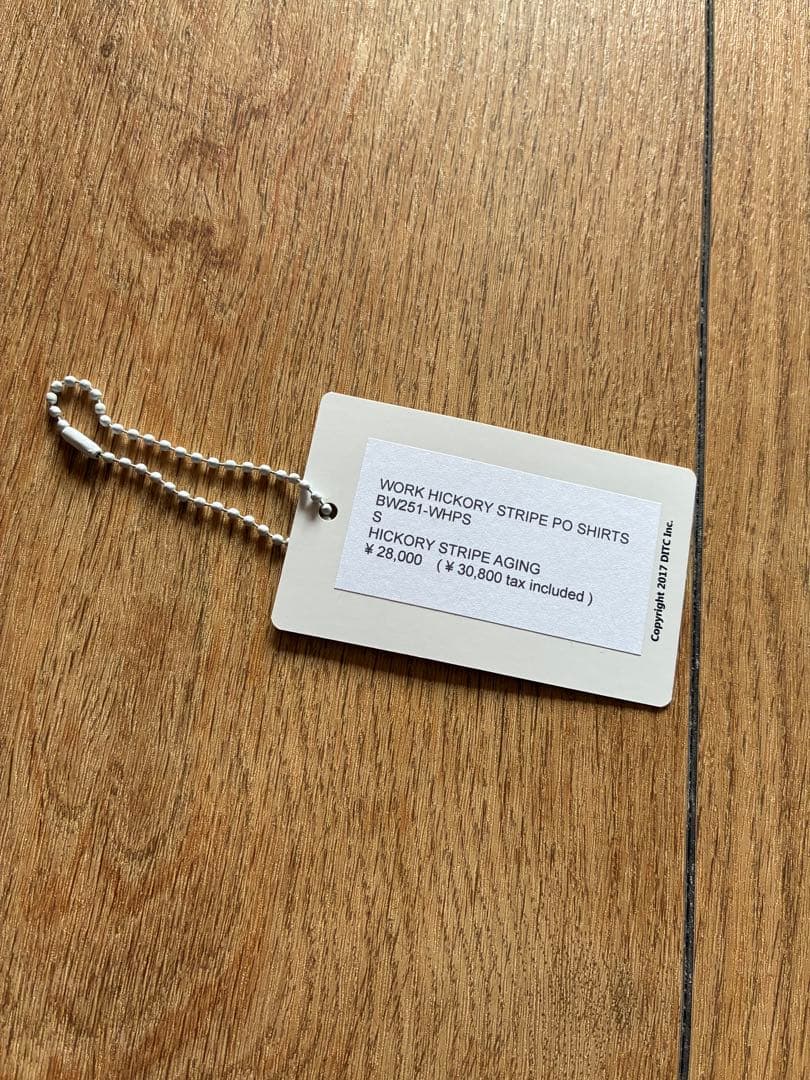 WORK HICKORY STRIPE PO SHIRTS
BW251-WHPS
S
HICKORY STRIPE AGING
¥ 28,000 ( ¥ 30,800 tax included )
Copyright 2017 DITC Inc.